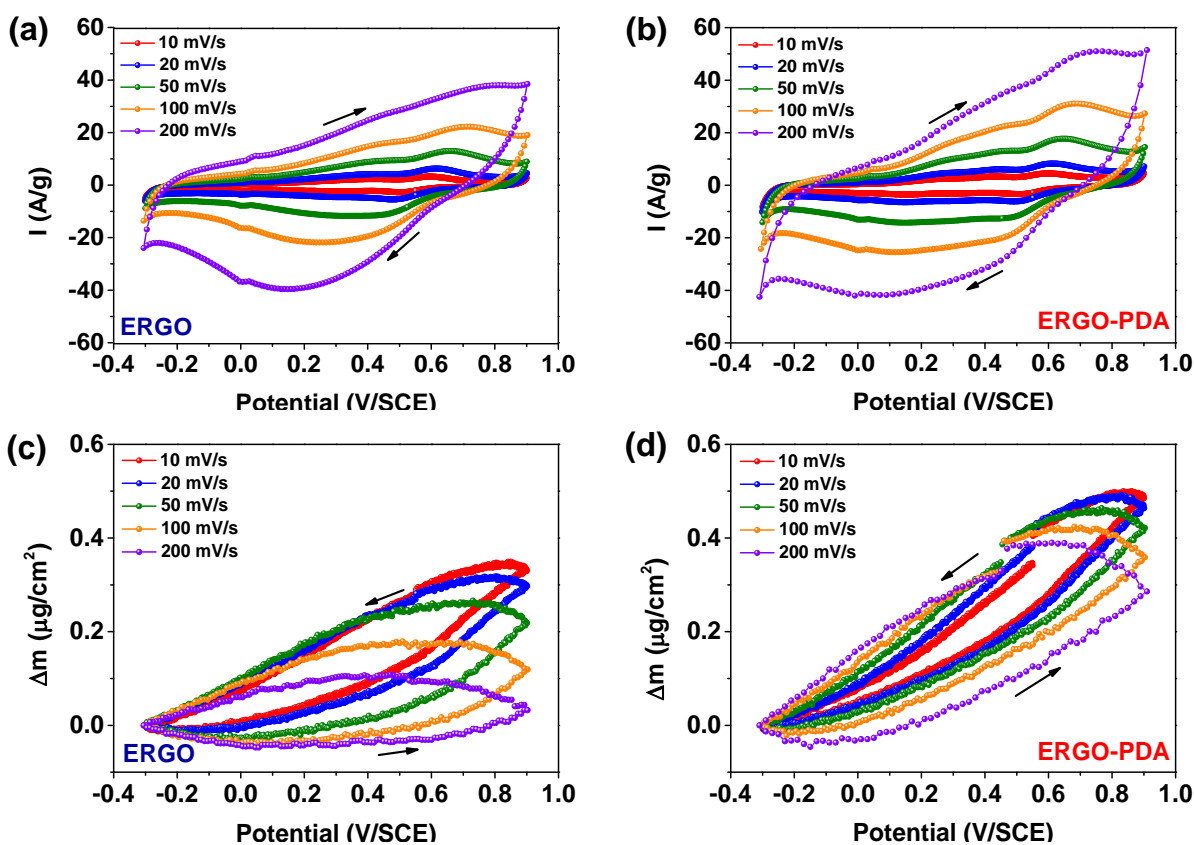 (a)
10 mV/s
20 mV/s
50 mV/s
100 mV/s
200 mV/s
60
40
20
0
-20
-40
-60
I (A/g)
ERGO
-0.4 -0.2 0.0 0.2 0.4 0.6 0.8 1.0
Potential (V/SCE)
(b)
10 mV/s
20 mV/s
50 mV/s
100 mV/s
200 mV/s
60
40
20
0
-20
-40
-60
I (A/g)
ERGO-PDA
-0.4 -0.2 0.0 0.2 0.4 0.6 0.8 1.0
Potential (V/SCE)
(c)
10 mV/s
20 mV/s
50 mV/s
100 mV/s
200 mV/s
0.6
0.4
0.2
0.0
Δm (µg/cm²)
ERGO
-0.4 -0.2 0.0 0.2 0.4 0.6 0.8 1.0
Potential (V/SCE)
(d)
10 mV/s
20 mV/s
50 mV/s
100 mV/s
200 mV/s
0.6
0.4
0.2
0.0
Δm (µg/cm²)
ERGO-PDA
-0.4 -0.2 0.0 0.2 0.4 0.6 0.8 1.0
Potential (V/SCE)